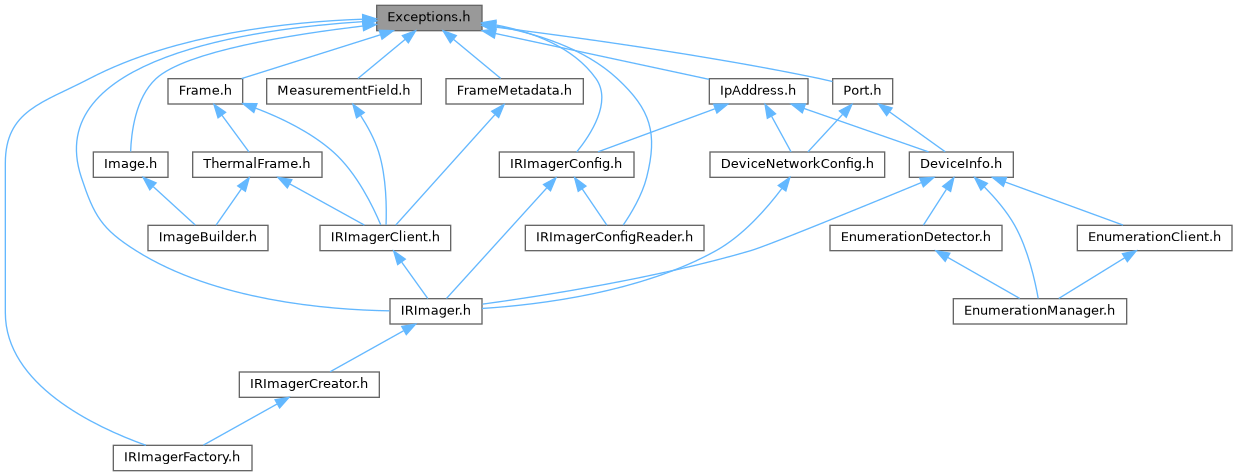 Exceptions.h
Frame.h
MeasurementField.h
FrameMetadata.h
IpAddress.h
Port.h
Image.h
ThermalFrame.h
IRImagerConfig.h
DeviceNetworkConfig.h
DeviceInfo.h
ImageBuilder.h
IRImagerClient.h
IRImagerConfigReader.h
EnumerationDetector.h
EnumerationClient.h
IRImager.h
EnumerationManager.h
IRImagerCreator.h
IRImagerFactory.h